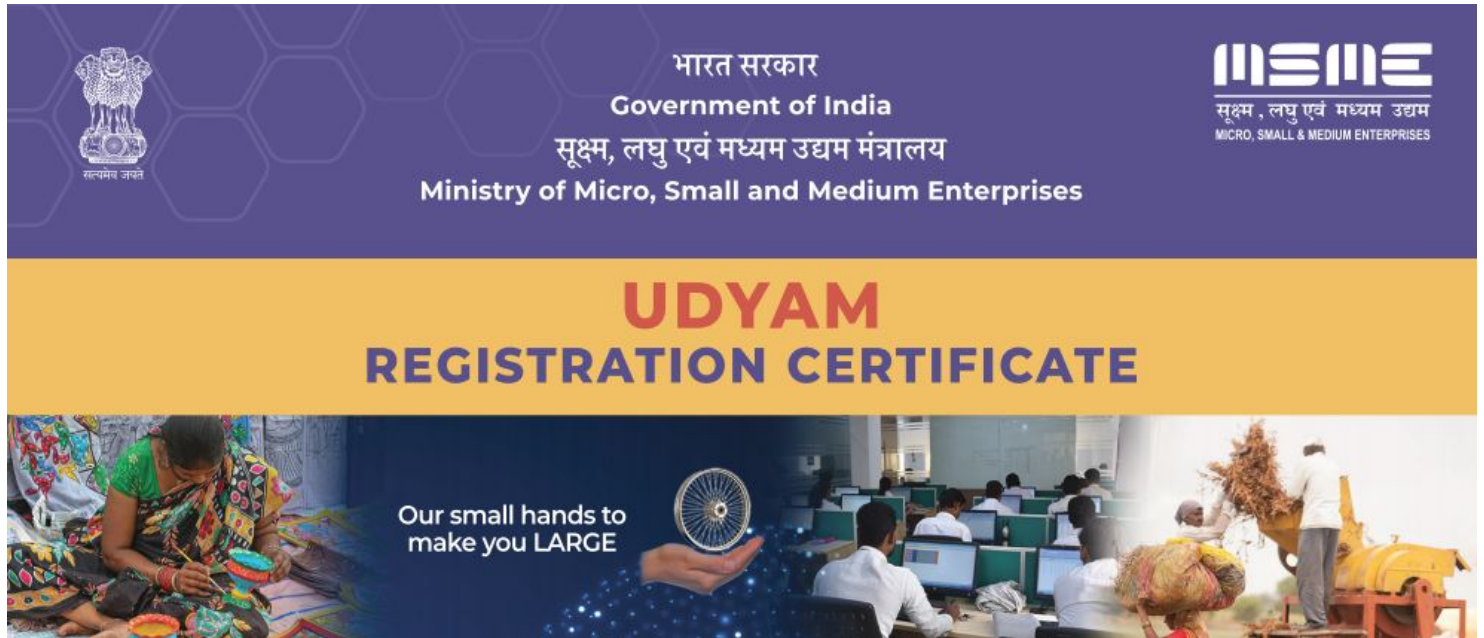 सत्यमेव जयते
भारत सरकार
Government of India
सूक्ष्म, लघु एवं मध्यम उद्यम मंत्रालय
Ministry of Micro, Small and Medium Enterprises
MSME
सूक्ष्म , लघु एवं मध्यम उद्यम
MICRO, SMALL & MEDIUM ENTERPRISES
UDYAM
REGISTRATION CERTIFICATE
Our small hands to
make you LARGE